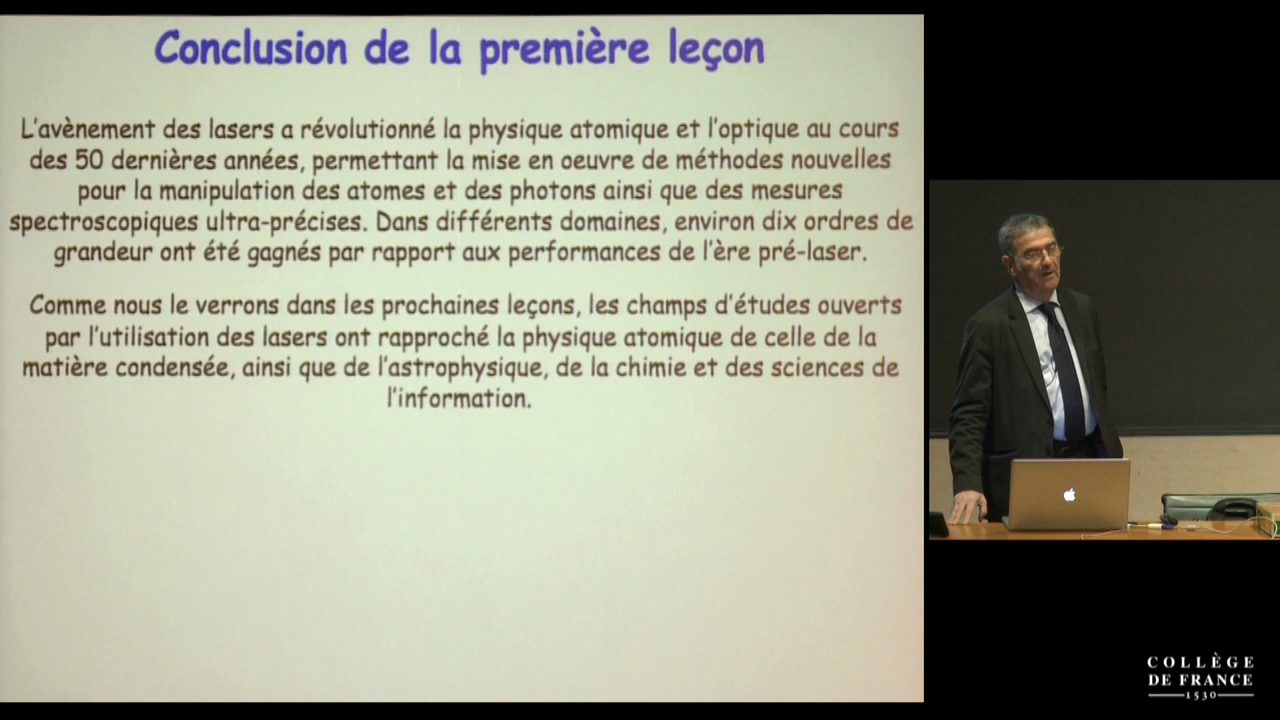 Conclusion de la première leçon
L'avènement des lasers a révolutionné la physique atomique et l'optique au cours
des 50 dernières années, permettant la mise en oeuvre de méthodes nouvelles
pour la manipulation des atomes et des photons ainsi que des mesures
spectroscopiques ultra-précises. Dans différents domaines, environ dix ordres de
grandeur ont été gagnés par rapport aux performances de l'ère pré-laser.
Comme nous le verrons dans les prochaines leçons, les champs d'études ouverts
par l'utilisation des lasers ont rapproché la physique atomique de celle de la
matière condensée, ainsi que de l'astrophysique, de la chimie et des sciences de
l'information.
COLLÈGE
DE FRANCE
1530